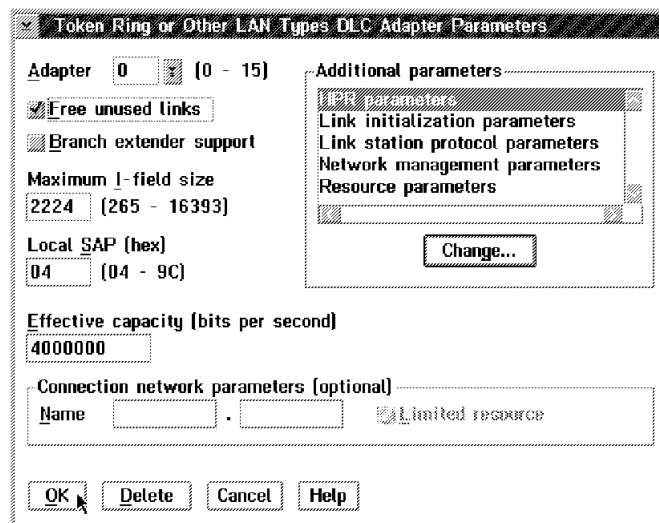 Token Ring or Other LAN Types DLC Adapter Parameters
Adapter 0 (0 - 15)
Free unused links
Branch extender support
Maximum I-field size
2224 (265 - 16393)
Local SAP (hex)
04 (04 - 9C)
Additional parameters
HPR parameters
Link initialization parameters
Link station protocol parameters
Network management parameters
Resource parameters
Change...
Effective capacity (bits per second)
4000000
Connection network parameters (optional)
Name . Limited resource
OK Delete Cancel Help